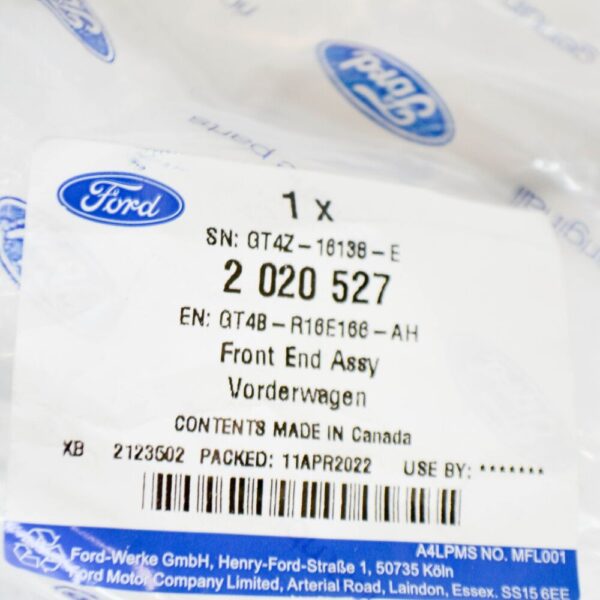 Ford
Ford
1 x
SN: GT4Z-16138-E
2 020 527
EN: GT4B-R16E166-AH
Front End Assy
Vorderwagen
CONTENTS MADE IN Canada
XB 2123502 PACKED: 11APR2022 USE BY: *******
A4LPMS NO. MFL001
Ford-Werke GmbH, Henry-Ford-Straße 1, 50735 Köln
Ford Motor Company Limited, Arterial Road, Laindon, Essex. SS15 6EE